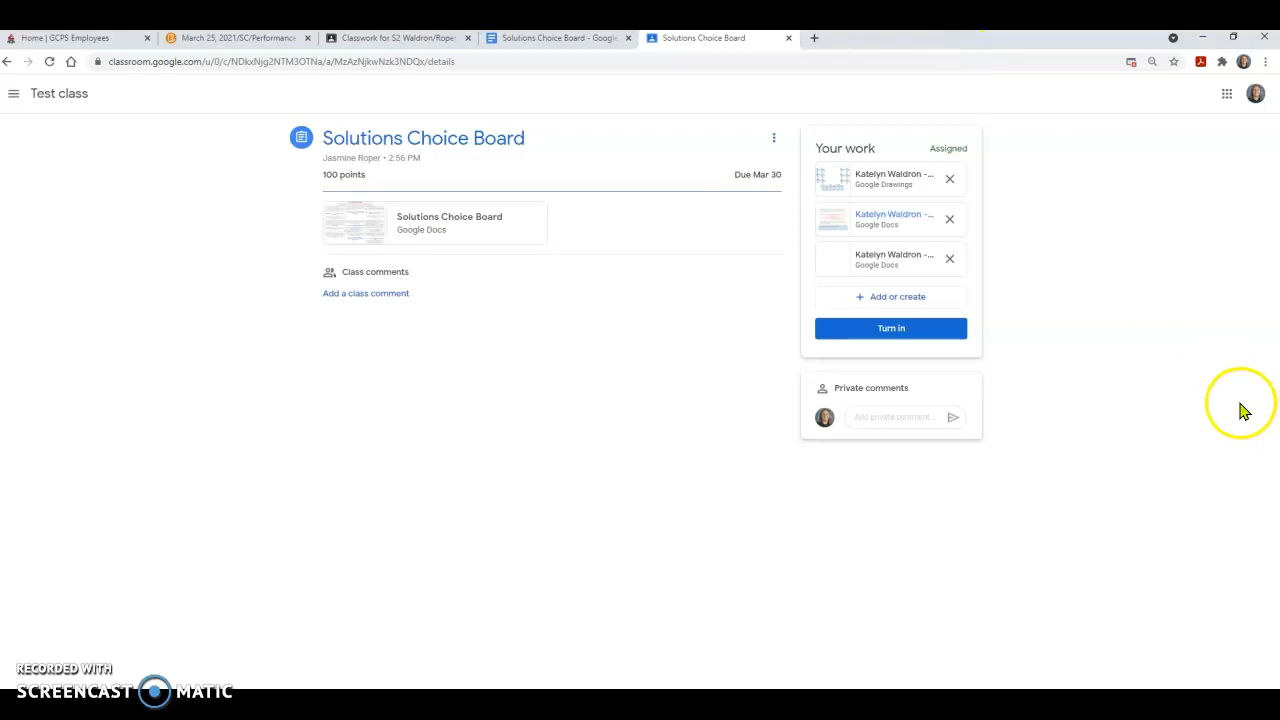 Home | GCPS Employees
March 25, 2021/SC/Performance
Classwork for S2 Waldron/Roper
Solutions Choice Board - Google
Solutions Choice Board
classroom.google.com/u/0/c/NDkxNjg2NTM3OTNa/a/MzAzNjkwNzk3NDQx/details
Test class
Solutions Choice Board
Jasmine Roper • 2:56 PM
100 points
Due Mar 30
Solutions Choice Board
Google Docs
Class comments
Add a class comment
Your work
Assigned
Katelyn Waldron -...
Google Drawings
Katelyn Waldron -...
Google Docs
Katelyn Waldron -...
Google Docs
+ Add or create
Turn in
Private comments
Add private comment...
RECORDED WITH
SCREENCAST MATIC